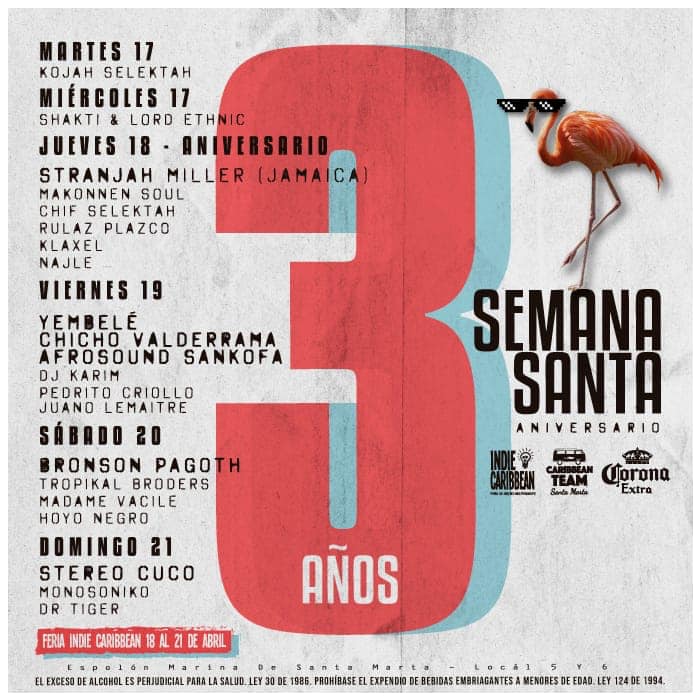 MARTES 17
KOJAH SELEKTAH
MIÉRCOLES 17
SHAKTI & LORD ETHNIC
JUEVES 18 - ANIVERSARIO
STRANJAH MILLER (JAMAICA)
MAKONNEN SOUL
CHIF SELEKTAH
RULAZ PLAZCO
KLAXEL
NAJLE
VIERNES 19
YEMBELÉ
CHICHO VALDERRAMA
AFROSOUND SANKOFA
DJ KARIM
PEDRITO CRIOLLO
JUANO LEMAITRE
SÁBADO 20
BRONSON PAGOTH
TROPIKAL BRODERS
MADAME VACILE
HOYO NEGRO
DOMINGO 21
STEREO CUCO
MONOSONIKO
DR TIGER
FERIA INDIE CARIBBEAN 18 AL 21 DE ABRIL
3
AÑOS
SEMANA
SANTA
ANIVERSARIO
INDIE
CARIBBEAN
CARIBBEAN
TEAM
Santa Marta
Corona
Extra
Espolón Marina De Santa Marta - Locál 5 Y 6
EL EXCESO DE ALCOHOL ES PERJUDICIAL PARA LA SALUD. LEY 30 DE 1986. PROHÍBASE EL EXPENDIO DE BEBIDAS EMBRIAGANTES A MENORES DE EDAD. LEY 124 DE 1994.